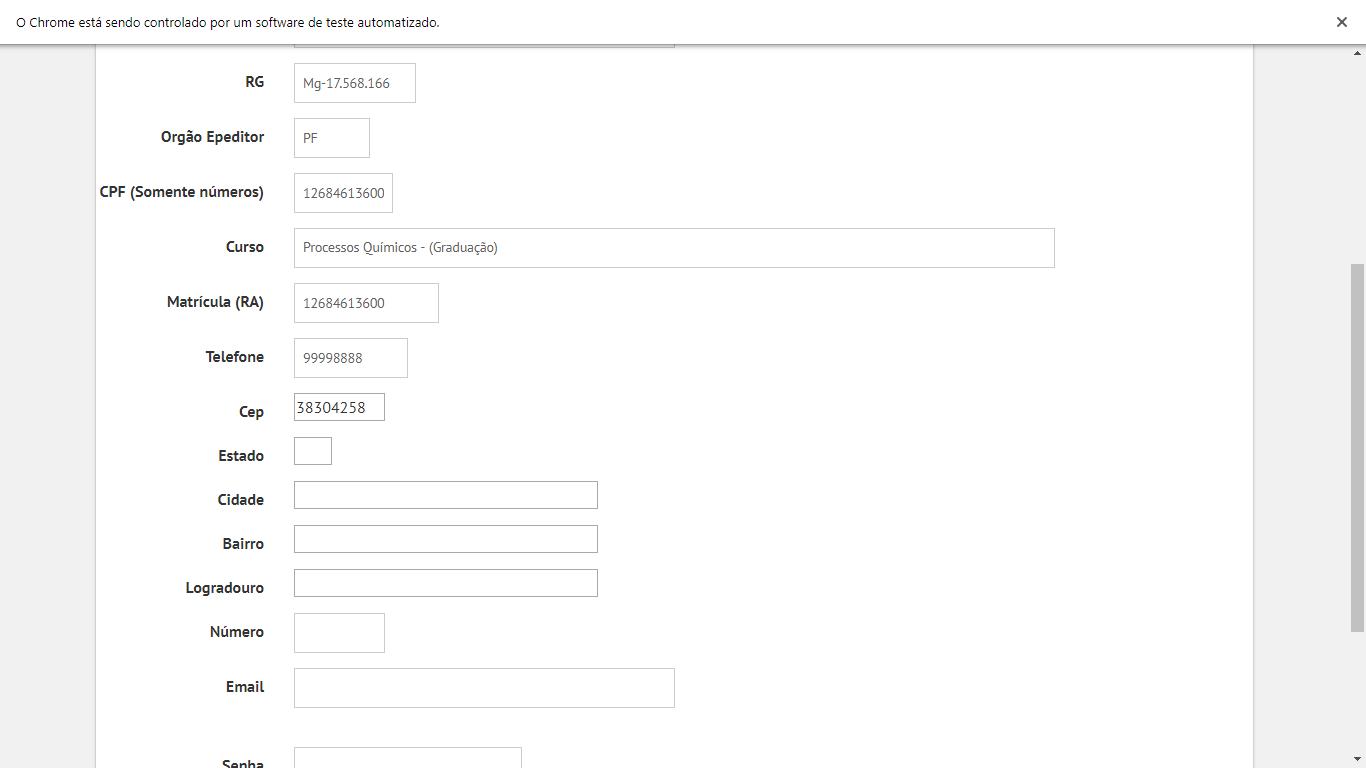 O Chrome está sendo controlado por um software de teste automatizado.
RG Mg-17.568.166
Orgão Epeditor PF
CPF (Somente números) 12684613600
Curso Processos Químicos - (Graduação)
Matrícula (RA) 12684613600
Telefone 99998888
Cep 38304258
Estado
Cidade
Bairro
Logradouro
Número
Email
Senha